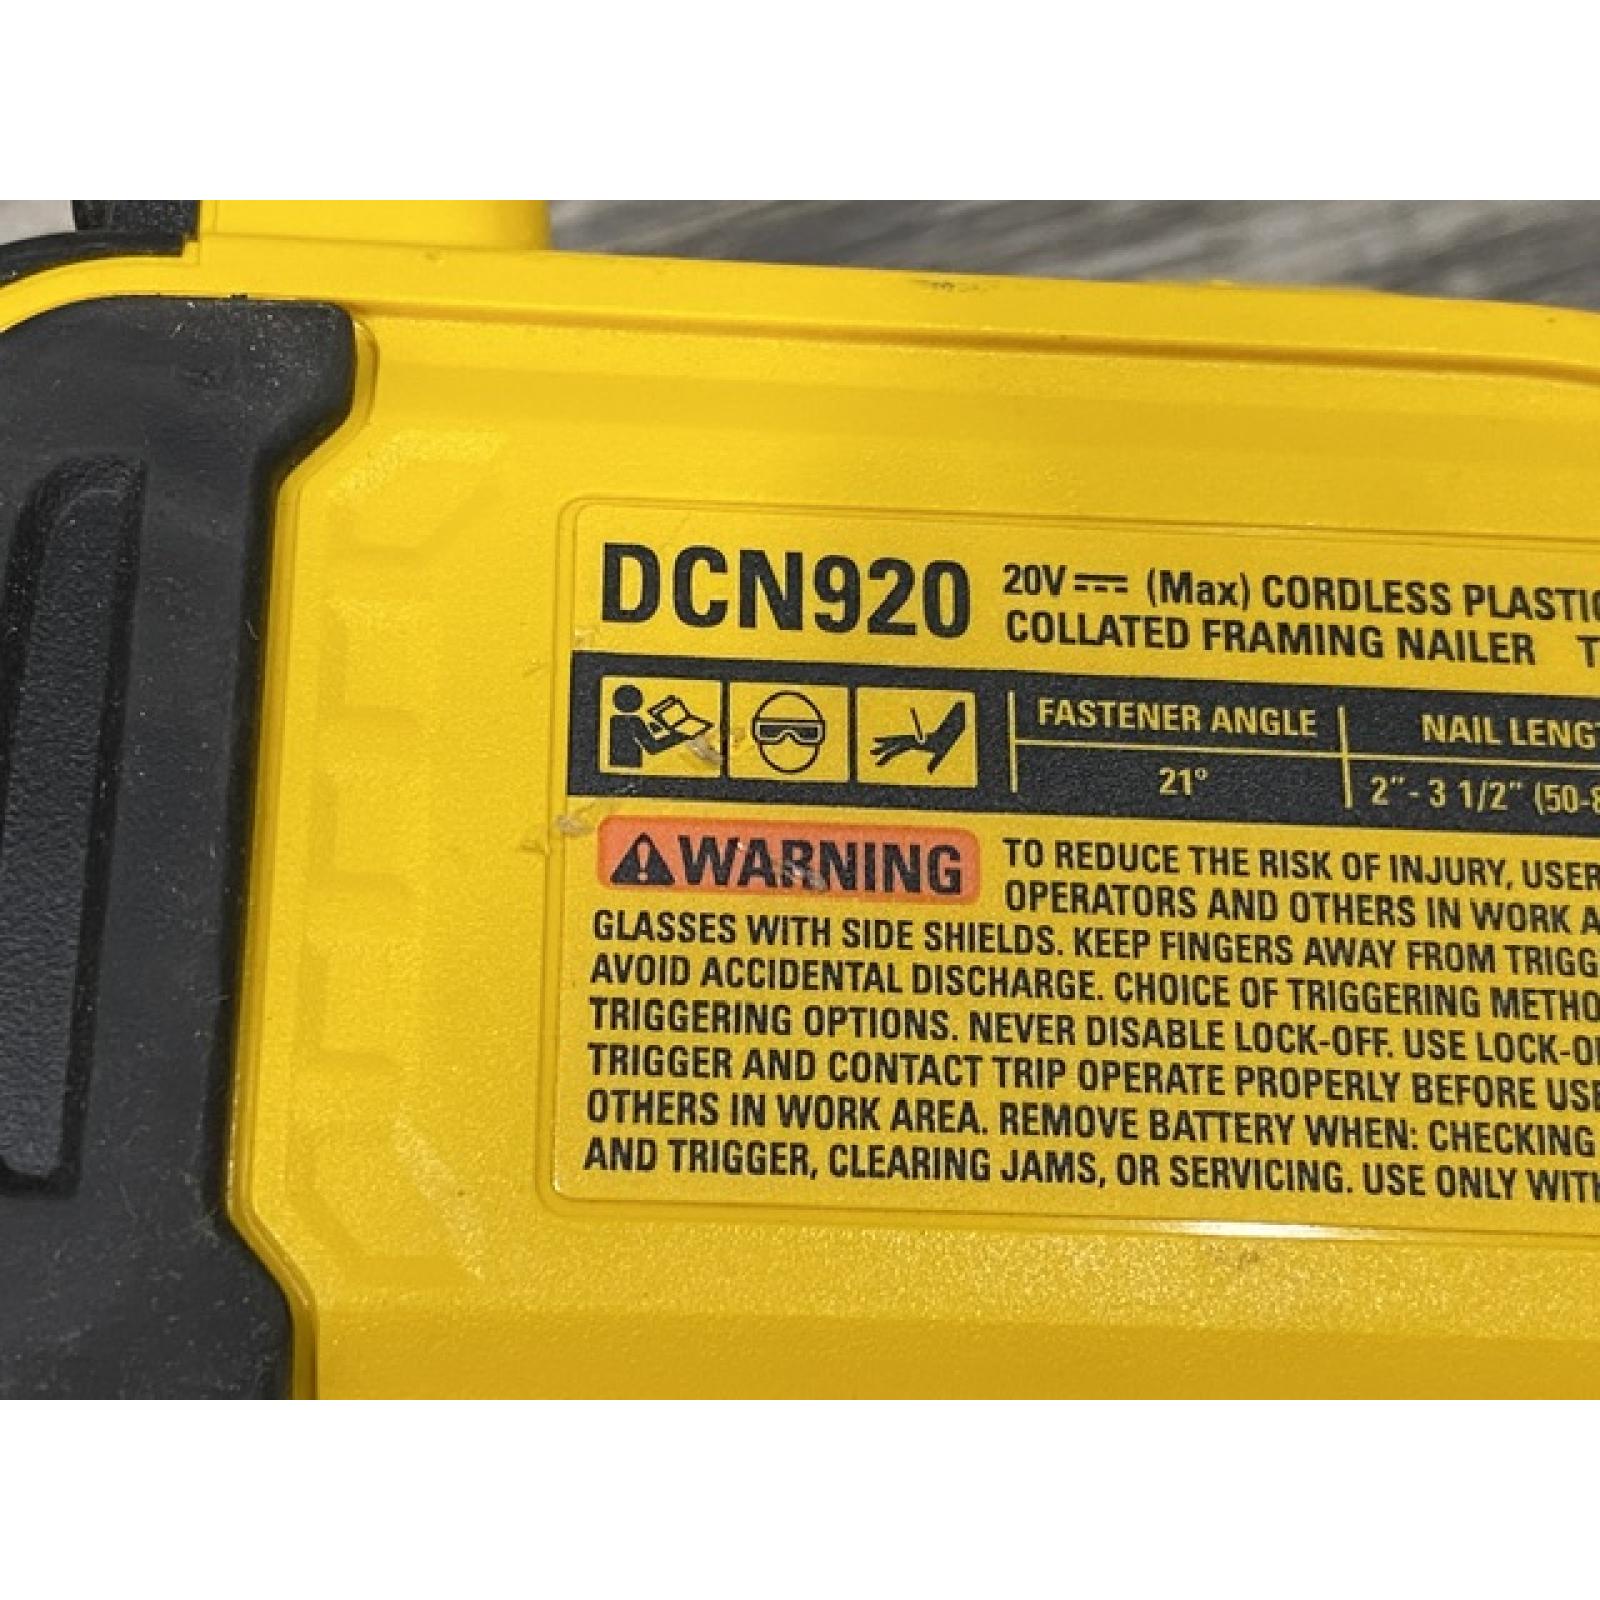 DCN920 20V (Max) CORDLESS PLASTIC
COLLATED FRAMING NAILER
FASTENER ANGLE NAIL LENGT
21° 2"- 3 1/2" (50-8
WARNING TO REDUCE THE RISK OF INJURY, USER
OPERATORS AND OTHERS IN WORK A
GLASSES WITH SIDE SHIELDS. KEEP FINGERS AWAY FROM TRIGG
AVOID ACCIDENTAL DISCHARGE. CHOICE OF TRIGGERING METHO
TRIGGERING OPTIONS. NEVER DISABLE LOCK-OFF. USE LOCK-O
TRIGGER AND CONTACT TRIP OPERATE PROPERLY BEFORE USE
OTHERS IN WORK AREA. REMOVE BATTERY WHEN: CHECKING
AND TRIGGER, CLEARING JAMS, OR SERVICING. USE ONLY WITH